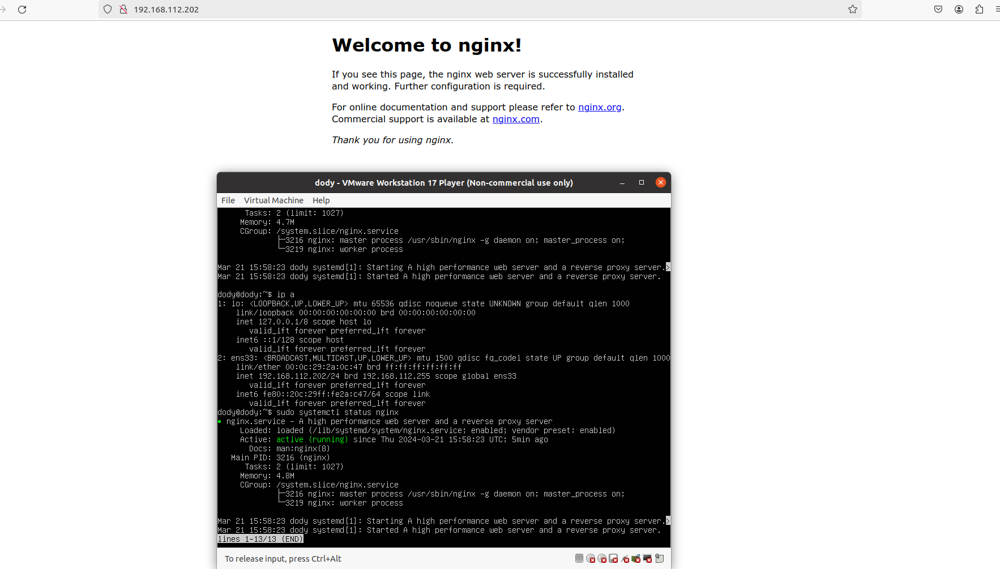 192.168.112.202
Welcome to nginx!
If you see this page, the nginx web server is successfully installed
and working. Further configuration is required.
For online documentation and support please refer to nginx.org.
Commercial support is available at nginx.com.
Thank you for using nginx.
dody - VMware Workstation 17 Player (Non-commercial use only)
File Virtual Machine Help
Tasks: 2 (limit: 1027)
Memory: 4.7M
CGroup: /system.slice/nginx.service
├─3216 nginx: master process /usr/sbin/nginx -g daemon on; master_process on;
└─3219 nginx: worker process
Mar 21 15:58:23 dody systemd[1]: Starting A high performance web server and a reverse proxy server.>
Mar 21 15:58:23 dody systemd[1]: Started A high performance web server and a reverse proxy server.
dody@dody:~$ ip a
1: lo: <LOOPBACK,UP,LOWER_UP> mtu 65536 qdisc noqueue state UNKNOWN group default qlen 1000
link/loopback 00:00:00:00:00:00 brd 00:00:00:00:00:00
inet 127.0.0.1/8 scope host lo
valid_lft forever preferred_lft forever
inet6 ::1/128 scope host
valid_lft forever preferred_lft forever
2: ens33: <BROADCAST,MULTICAST,UP,LOWER_UP> mtu 1500 qdisc fq_codel state UP group default qlen 1000
link/ether 00:0c:29:2a:0c:47 brd ff:ff:ff:ff:ff:ff
inet 192.168.112.202/24 brd 192.168.112.255 scope global ens33
valid_lft forever preferred_lft forever
inet6 fe80::20c:29ff:fe2a:c47/64 scope link
valid_lft forever preferred_lft forever
dody@dody:~$ sudo systemctl status nginx
● nginx.service - A high performance web server and a reverse proxy server
Loaded: loaded (/lib/systemd/system/nginx.service; enabled; vendor preset: enabled)
Active: active (running) since Thu 2024-03-21 15:58:23 UTC; 5min ago
Docs: man:nginx(8)
Main PID: 3216 (nginx)
Tasks: 2 (limit: 1027)
Memory: 4.8M
CGroup: /system.slice/nginx.service
├─3216 nginx: master process /usr/sbin/nginx -g daemon on; master_process on;
└─3219 nginx: worker process
Mar 21 15:58:23 dody systemd[1]: Starting A high performance web server and a reverse proxy server.>
Mar 21 15:58:23 dody systemd[1]: Started A high performance web server and a reverse proxy server.
lines 1-13/13 (END)
To release input, press Ctrl+Alt